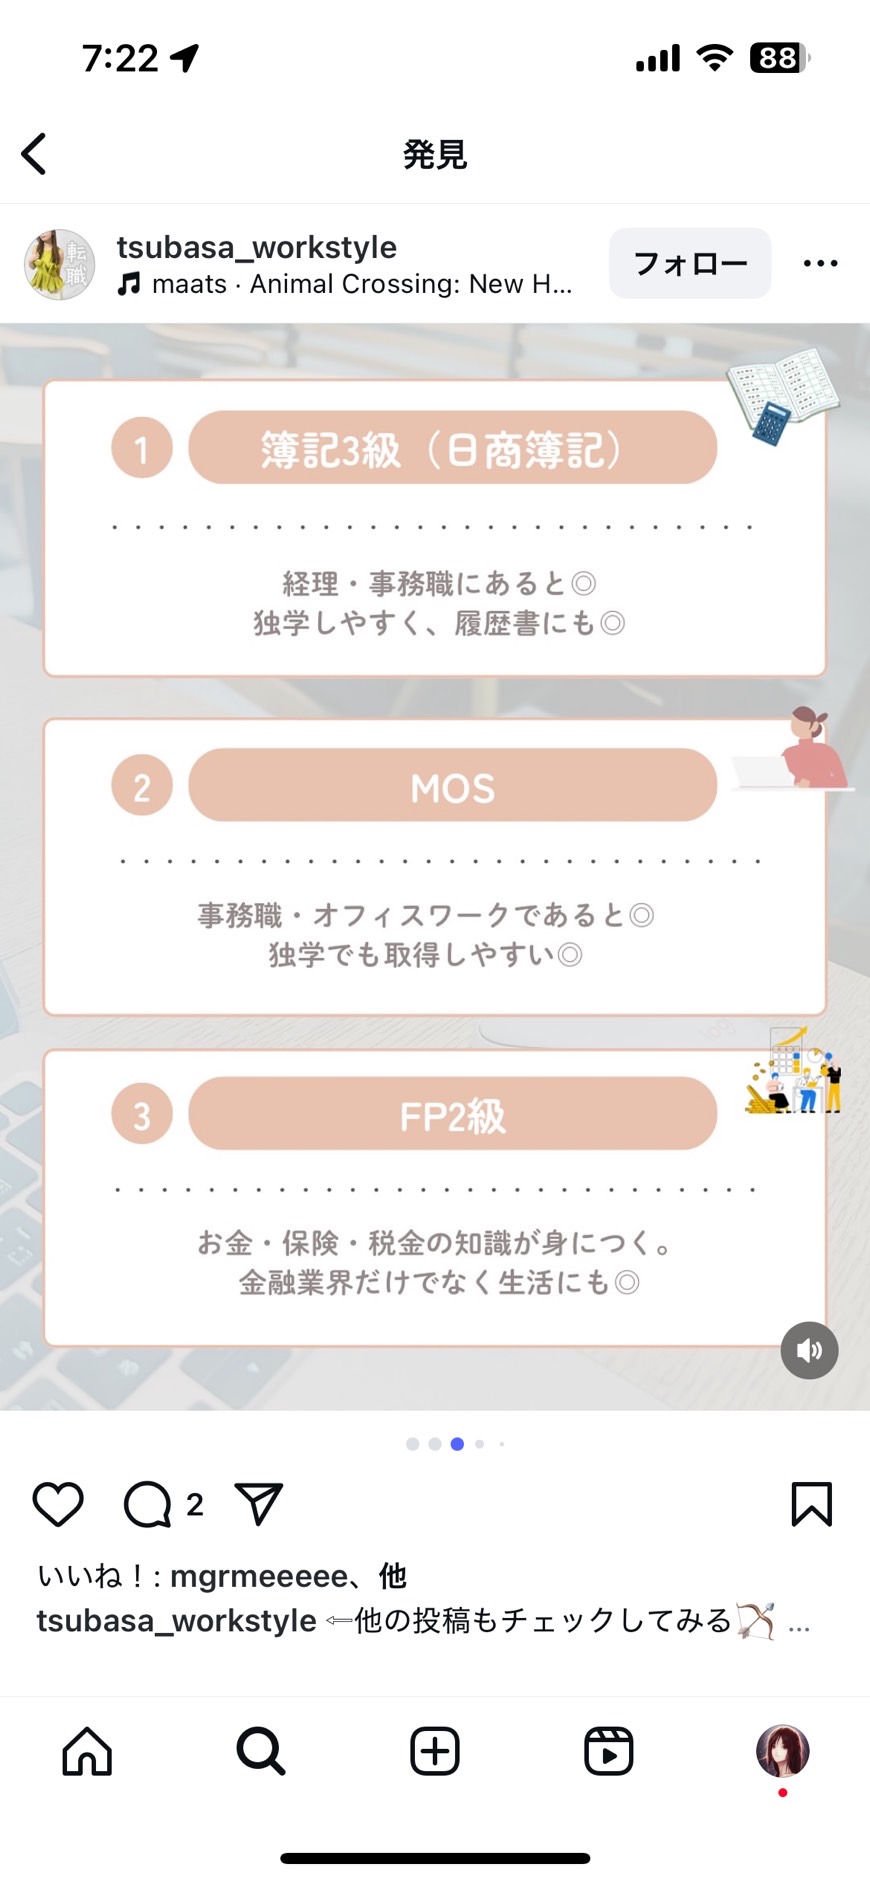 7:22
88
発見
tsubasa_workstyle
maats · Animal Crossing: New H...
フォロー
転職
1
簿記3級（日商簿記）
経理・事務職にあると◎
独学しやすく、履歴書にも◎
2
MOS
事務職・オフィスワークであると◎
独学でも取得しやすい◎
3
FP2級
お金・保険・税金の知識が身につく。
金融業界だけでなく生活にも◎
2
いいね！: mgrmeeeee、他
tsubasa_workstyle ⇐他の投稿もチェックしてみる🏹 ...